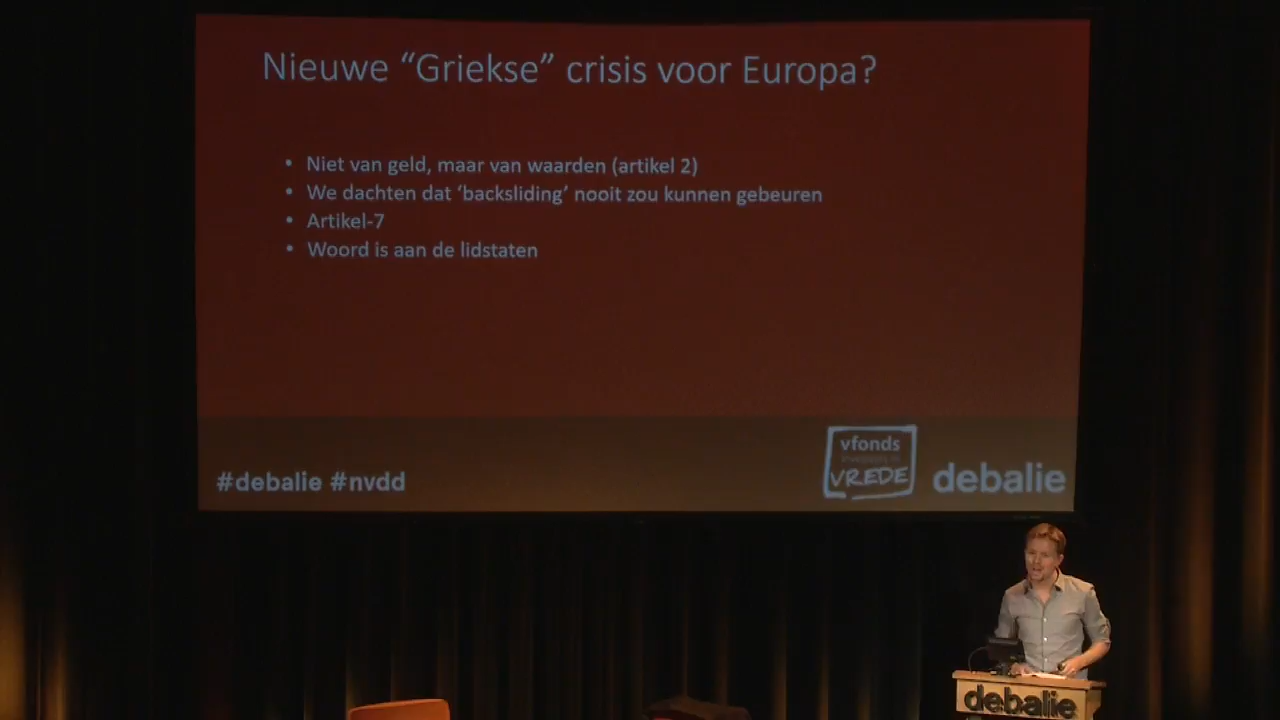 Nieuwe “Griekse” crisis voor Europa?
• Niet van geld, maar van waarden (artikel 2)
• We dachten dat ‘backsliding’ nooit zou kunnen gebeuren
• Artikel-7
• Woord is aan de lidstaten
#debalie #nvdd
vfonds
VREDE
debalie
debalie